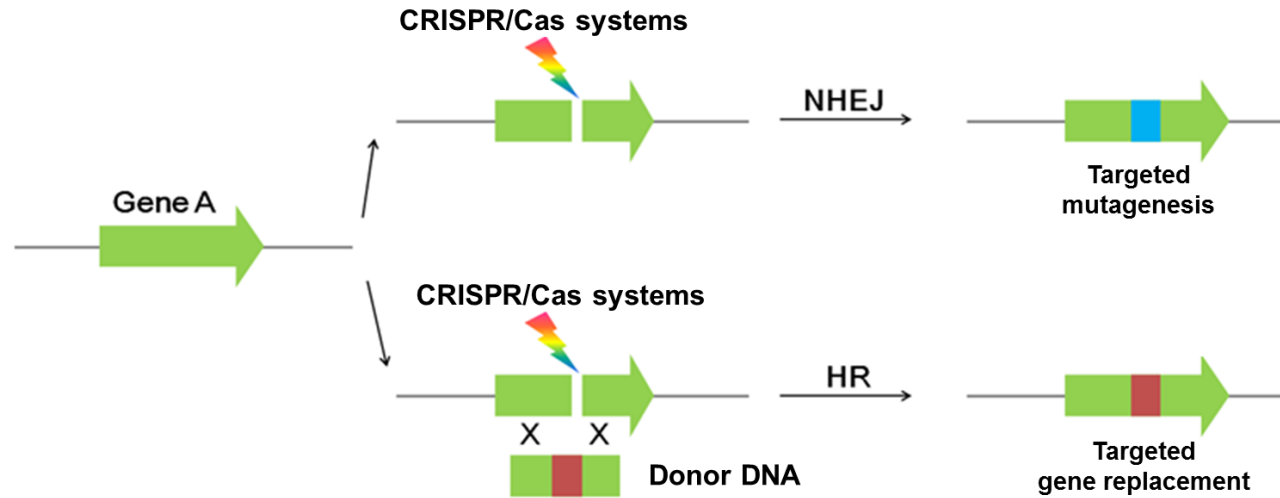 CRISPR/Cas systems
NHEJ
Targeted
mutagenesis
Gene A
CRISPR/Cas systems
HR
X X
Donor DNA
Targeted
gene replacement